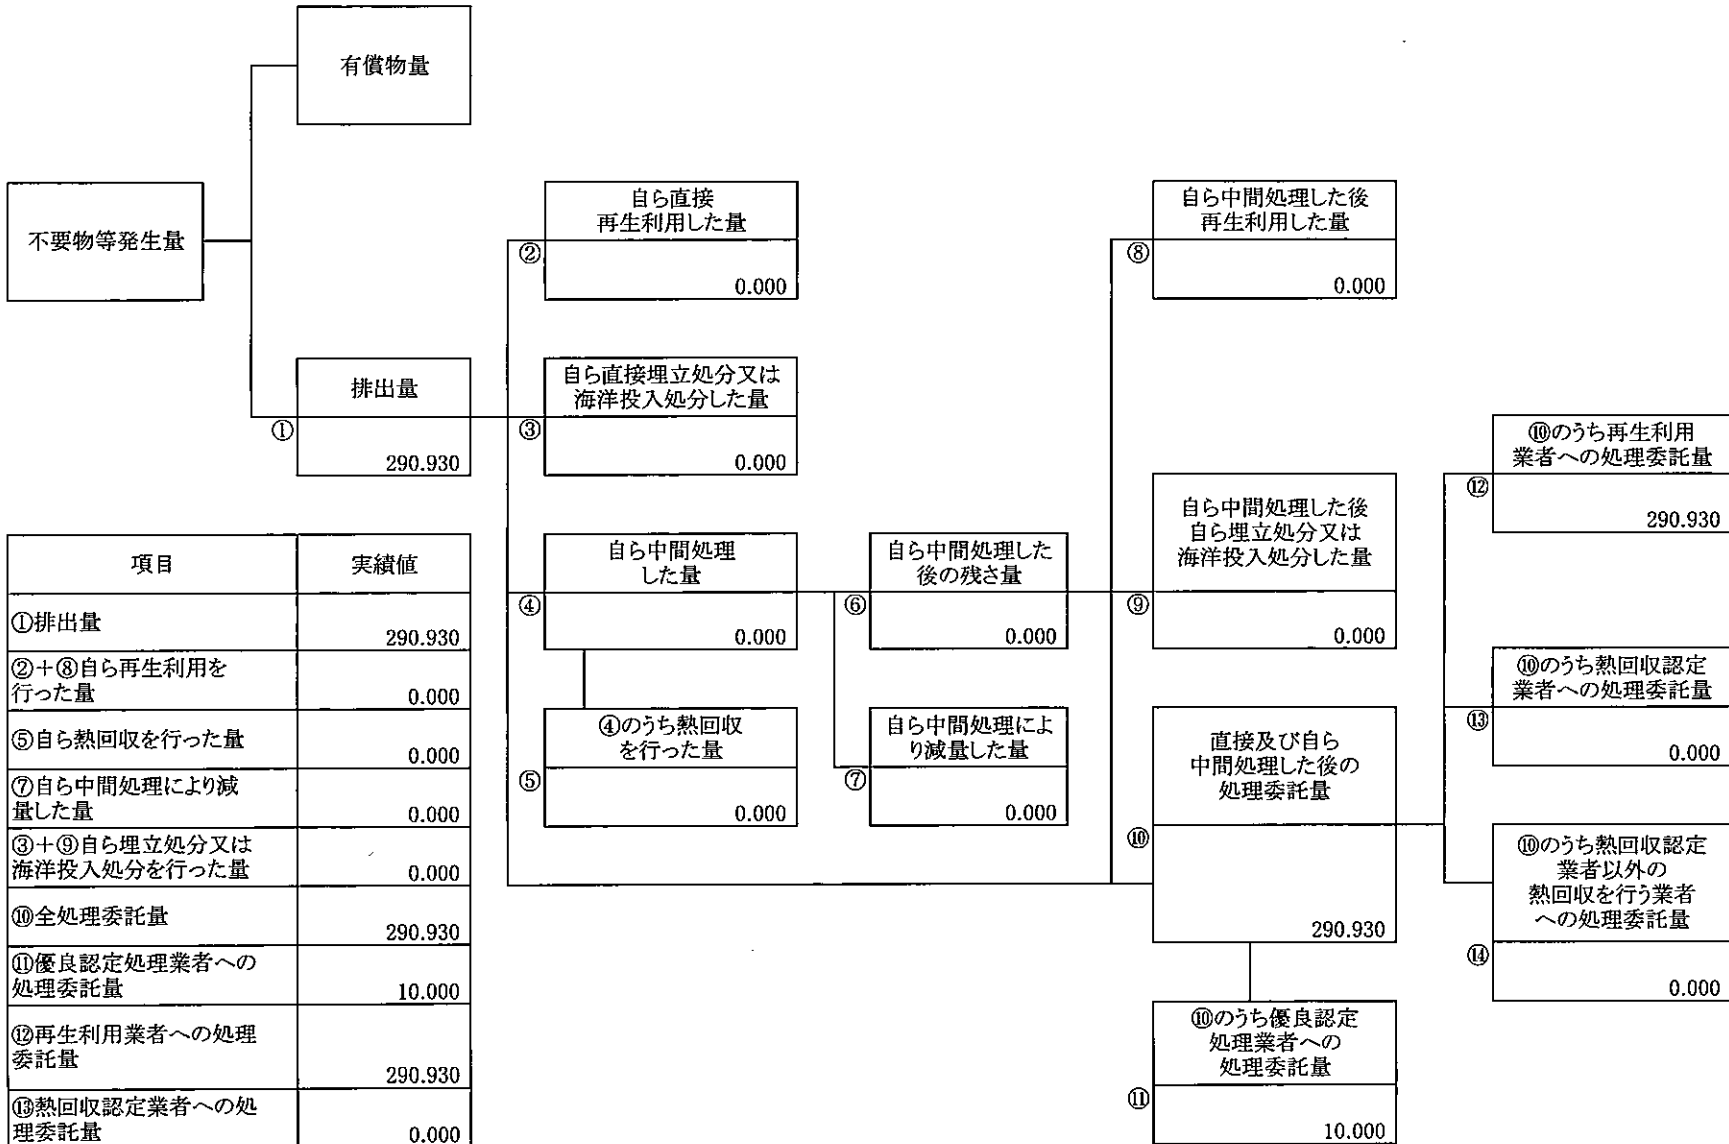 有償物量
不要物等発生量
排出量
①
290.930
自ら直接
再生利用した量
②
0.000
自ら直接埋立処分又は
海洋投入処分した量
③
0.000
自ら中間処理
した量
④
0.000
④のうち熱回収
を行った量
⑤
0.000
自ら中間処理した
後の残さ量
⑥
0.000
自ら中間処理によ
り減量した量
⑦
0.000
自ら中間処理した後
再生利用した量
⑧
0.000
自ら中間処理した後
自ら埋立処分又は
海洋投入処分した量
⑨
0.000
直接及び自ら
中間処理した後の
処理委託量
⑩
290.930
⑩のうち優良認定
処理業者への
処理委託量
⑪
10.000
⑩のうち再生利用
業者への処理委託量
⑫
290.930
⑩のうち熱回収認定
業者への処理委託量
⑬
0.000
⑩のうち熱回収認定
業者以外の
熱回収を行う業者
への処理委託量
⑭
0.000
項目 実績値
①排出量
290.930
②+⑧自ら再生利用を
行った量 0.000
⑤自ら熱回収を行った量
0.000
⑦自ら中間処理により減
量した量 0.000
③+⑨自ら埋立処分又は
海洋投入処分を行った量 0.000
⑩全処理委託量
290.930
⑪優良認定処理業者への
処理委託量 10.000
⑫再生利用業者への処理
委託量
290.930
⑬熱回収認定業者への処
理委託量 0.000